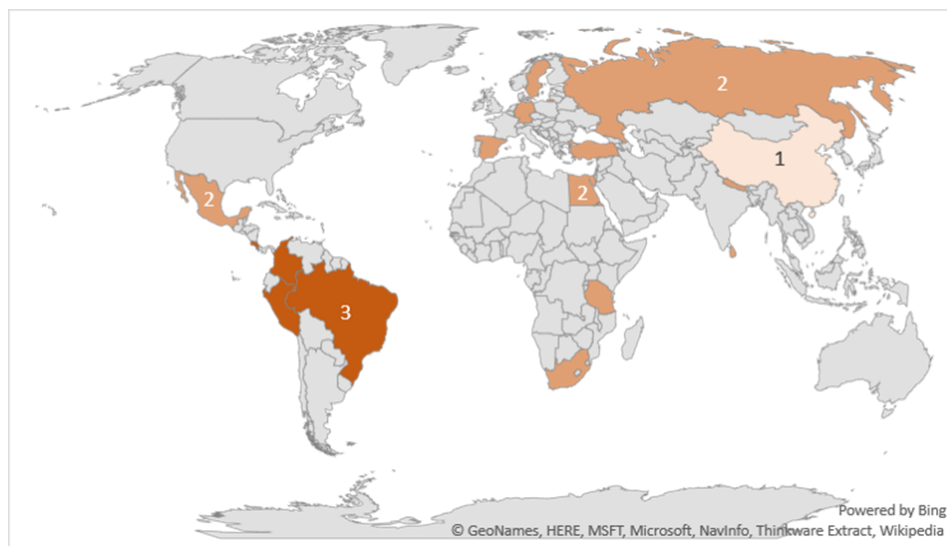 2
1
2
2
3
Powered by Bing
© GeoNames, HERE, MSFT, Microsoft, NavInfo, Thinkware Extract, Wikipedia